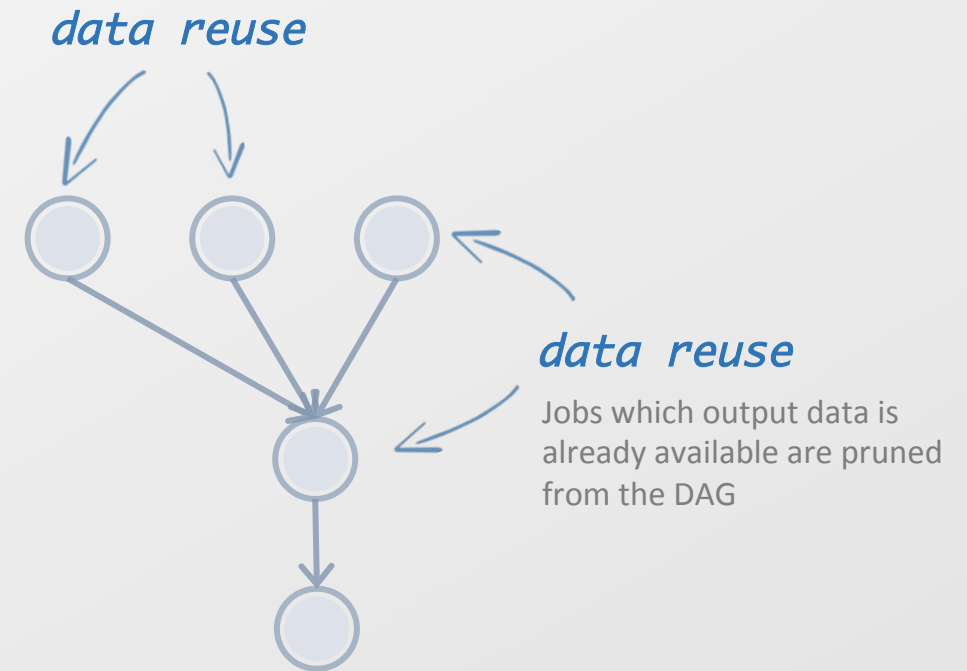 data reuse
data reuse
Jobs which output data is
already available are pruned
from the DAG